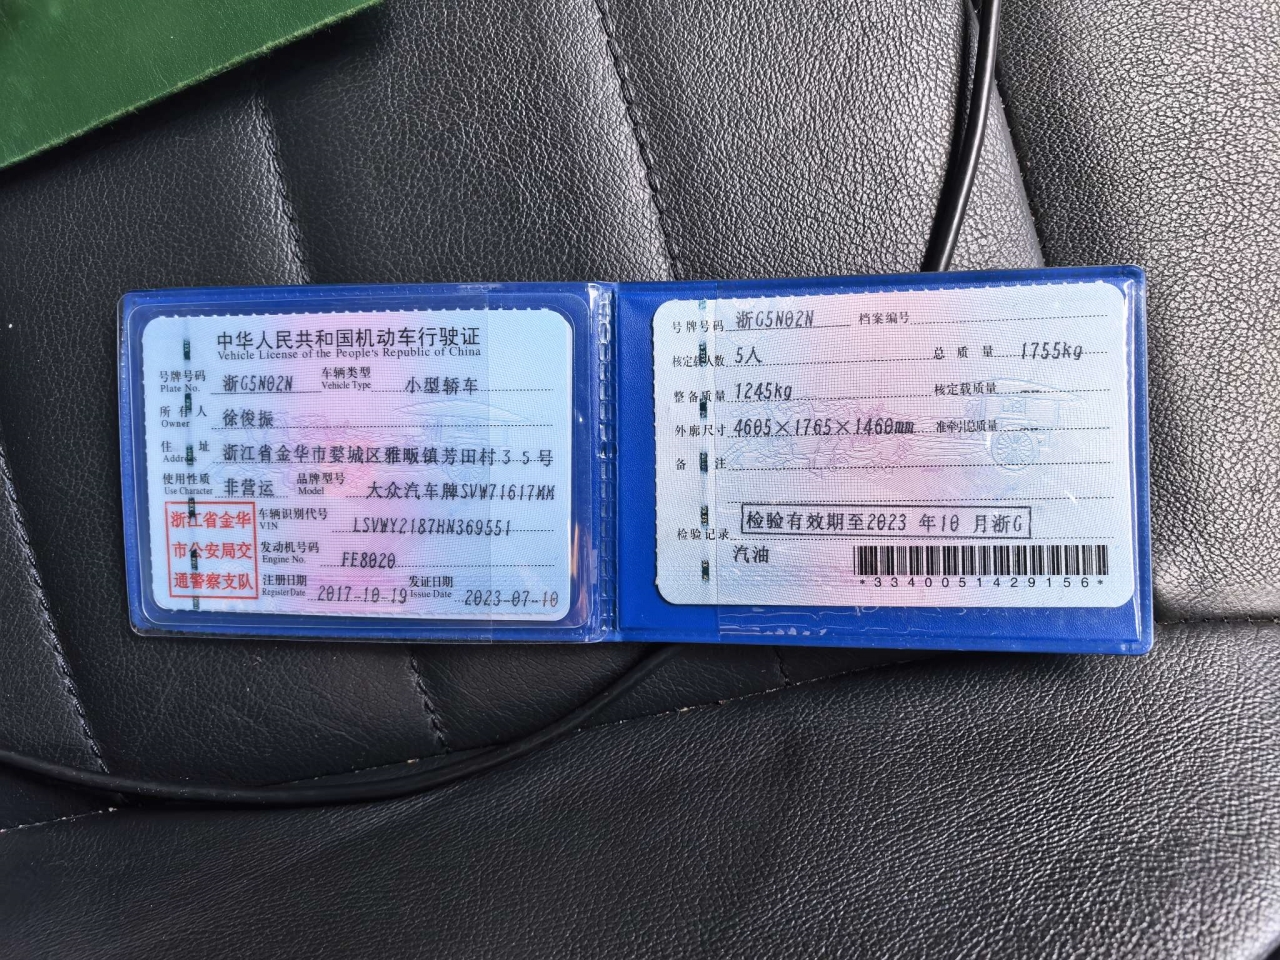 中华人民共和国机动车行驶证
Vehicle License of the People's Republic of China
号牌号码 Plate No. 浙G5N02N 车辆类型 Vehicle Type 小型轿车
所有人 Owner 徐俊振
住址 Address 浙江省金华市婺城区雅畈镇芳田村35号
使用性质 Use Character 非营运 品牌型号 Model 大众汽车牌SVW71617MM
浙江省金华
市公安局交
通警察支队
车辆识别代号 VIN LSVWY2187HN369551
发动机号码 Engine No. FE8020
注册日期 Register Date 2017-10-19 发证日期 Issue Date 2023-07-10
号牌号码 浙G5N02N 档案编号
核定载人数 5人 总质量 1755kg
整备质量 1245kg 核定载质量 --
外廓尺寸 4605×1765×1460mm 准牵引总质量 --
备注
检验记录 检验有效期至2023年10月浙G
汽油
*3340051429156*